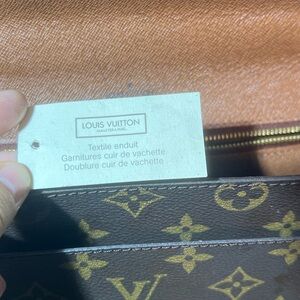 LOUIS VUITTON
Textile enduit
Garnitures cuir de vachette
Doublure cuir de vachette